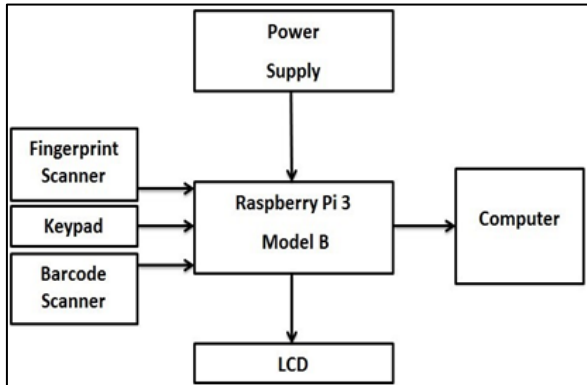 Power
Supply
Fingerprint
Scanner
Keypad
Barcode
Scanner
Raspberry Pi 3
Model B
Computer
LCD